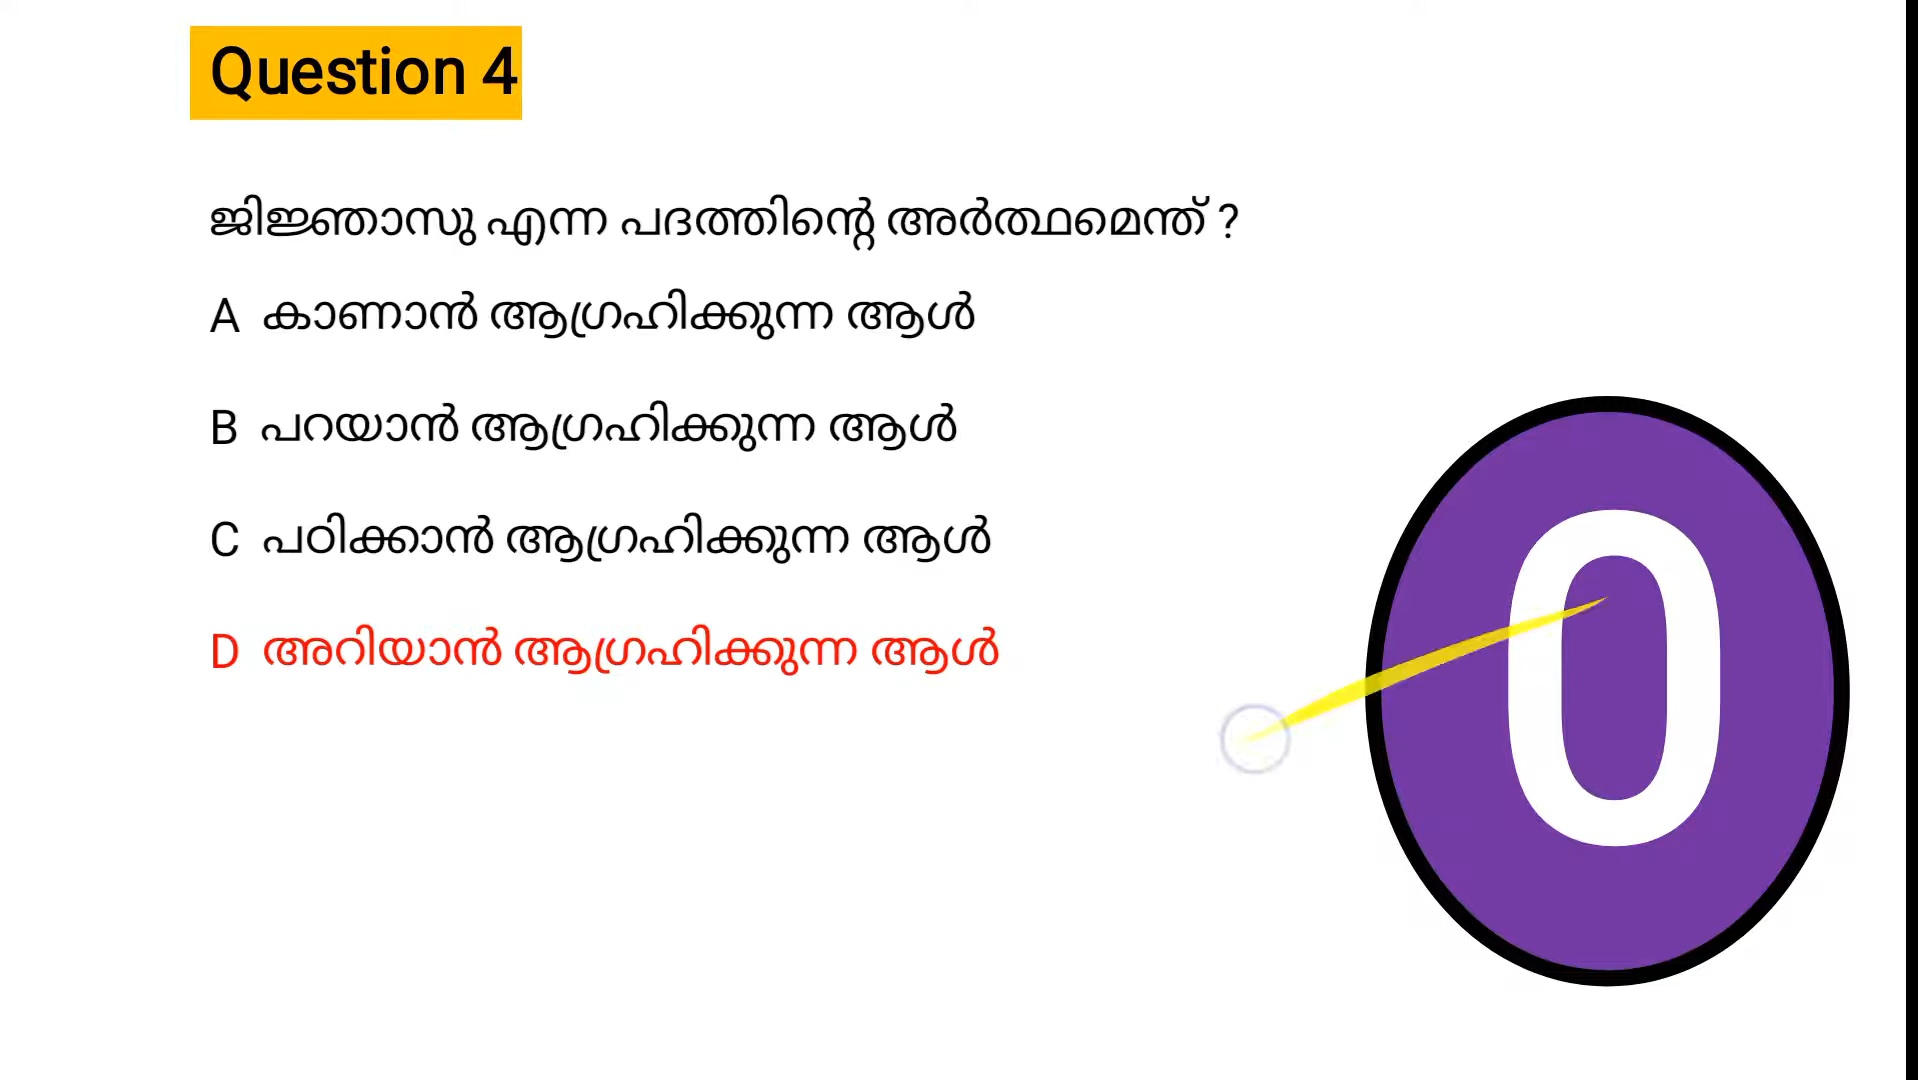 Question 4
ജിജ്ഞാസു എന്ന പദത്തിന്റെ അർത്ഥമെന്ത് ?
A കാണാൻ ആഗ്രഹിക്കുന്ന ആൾ
B പറയാൻ ആഗ്രഹിക്കുന്ന ആൾ
C പഠിക്കാൻ ആഗ്രഹിക്കുന്ന ആൾ
D അറിയാൻ ആഗ്രഹിക്കുന്ന ആൾ
0